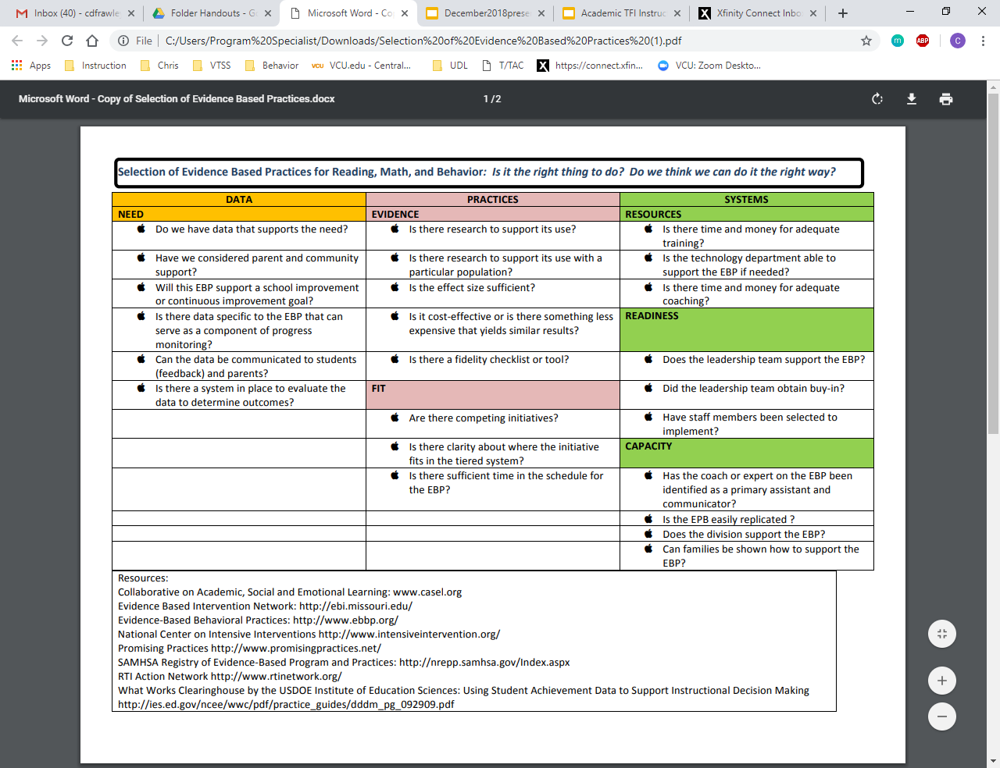 Inbox (40) - cdfrawle
Folder Handouts - Go
Microsoft Word - Co
December2018prese
Academic TFI Instruc
Xfinity Connect Inbo
File
C:/Users/Program%20Specialist/Downloads/Selection%20of%20Evidence%20Based%20Practices%20(1).pdf
m
ABP
C
Apps
Instruction
Chris
VTSS
Behavior
VCU VCU.edu - Central...
UDL
T/TAC
https://connect.xfin...
VCU: Zoom Deskto...
Microsoft Word - Copy of Selection of Evidence Based Practices.docx
1 / 2
Selection of Evidence Based Practices for Reading, Math, and Behavior: Is it the right thing to do? Do we think we can do it the right way?
DATA
NEED
Do we have data that supports the need?
Have we considered parent and community
support?
Will this EBP support a school improvement
or continuous improvement goal?
Is there data specific to the EBP that can
serve as a component of progress
monitoring?
Can the data be communicated to students
(feedback) and parents?
Is there a system in place to evaluate the
data to determine outcomes?
PRACTICES
EVIDENCE
Is there research to support its use?
Is there research to support its use with a
particular population?
Is the effect size sufficient?
Is it cost-effective or is there something less
expensive that yields similar results?
Is there a fidelity checklist or tool?
FIT
Are there competing initiatives?
Is there clarity about where the initiative
fits in the tiered system?
Is there sufficient time in the schedule for
the EBP?
SYSTEMS
RESOURCES
Is there time and money for adequate
training?
Is the technology department able to
support the EBP if needed?
Is there time and money for adequate
coaching?
READINESS
Does the leadership team support the EBP?
Did the leadership team obtain buy-in?
Have staff members been selected to
implement?
CAPACITY
Has the coach or expert on the EBP been
identified as a primary assistant and
communicator?
Is the EPB easily replicated ?
Does the division support the EBP?
Can families be shown how to support the
EBP?
Resources:
Collaborative on Academic, Social and Emotional Learning: www.casel.org
Evidence Based Intervention Network: http://ebi.missouri.edu/
Evidence-Based Behavioral Practices: http://www.ebbp.org/
National Center on Intensive Interventions http://www.intensiveintervention.org/
Promising Practices http://www.promisingpractices.net/
SAMHSA Registry of Evidence-Based Program and Practices: http://nrepp.samhsa.gov/Index.aspx
RTI Action Network http://www.rtinetwork.org/
What Works Clearinghouse by the USDOE Institute of Education Sciences: Using Student Achievement Data to Support Instructional Decision Making
http://ies.ed.gov/ncee/wwc/pdf/practice_guides/dddm_pg_092909.pdf